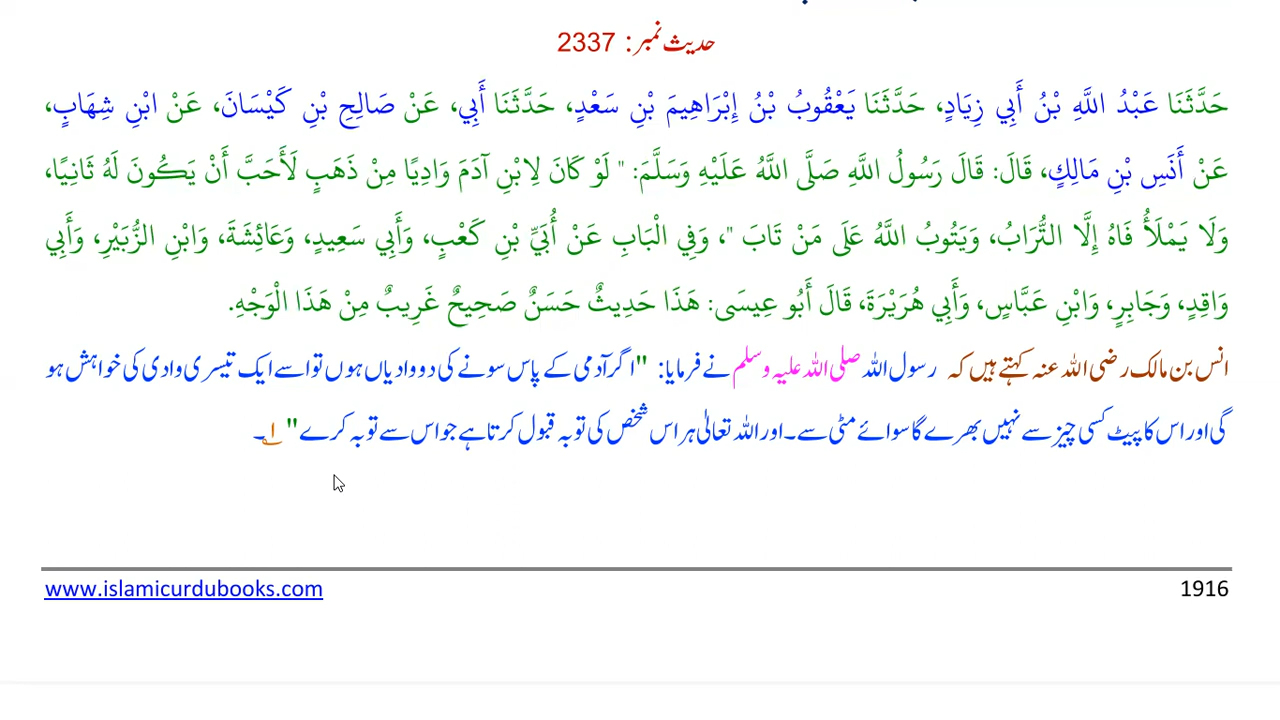 حدیث نمبر: 2337
حَدَّثَنَا عَبْدُ اللَّهِ بْنُ أَبِي زِيَادٍ، حَدَّثَنَا يَعْقُوبُ بْنُ إِبْرَاهِيمَ بْنِ سَعْدٍ، حَدَّثَنَا أَبِي، عَنْ صَالِحِ بْنِ كَيْسَانَ، عَنْ ابْنِ شِهَابٍ،
عَنْ أَنَسِ بْنِ مَالِكٍ، قَالَ: قَالَ رَسُولُ اللَّهِ صَلَّى اللَّهُ عَلَيْهِ وَسَلَّمَ: " لَوْ كَانَ لِابْنِ آدَمَ وَادِيًا مِنْ ذَهَبٍ لَأَحَبَّ أَنْ يَكُونَ لَهُ ثَانِيًا،
وَلَا يَمْلَأُ فَاهُ إِلَّا التُّرَابُ، وَيَتُوبُ اللَّهُ عَلَى مَنْ تَابَ "، وَفِي الْبَابِ عَنْ أُبَيِّ بْنِ كَعْبٍ، وَأَبِي سَعِيدٍ، وَعَائِشَةَ، وَابْنِ الزُّبَيْرِ، وَأَبِي
وَاقِدٍ، وَجَابِرٍ، وَابْنِ عَبَّاسٍ، وَأَبِي هُرَيْرَةَ، قَالَ أَبُو عِيسَى: هَذَا حَدِيثٌ حَسَنٌ صَحِيحٌ غَرِيبٌ مِنْ هَذَا الْوَجْهِ.
انس بن مالک رضی الله عنہ کہتے ہیں کہ رسول اللہ صلی اللہ علیہ وسلم نے فرمایا: "اگر آدمی کے پاس سونے کی دو وادیاں ہوں تو اسے ایک تیسری وادی کی خواہش ہو
گی اور اس کا پیٹ کسی چیز سے نہیں بھرے گا سوائے مٹی سے۔ اور اللہ تعالیٰ ہر اس شخص کی توبہ قبول کرتا ہے جو اس سے توبہ کرے" ۱؎۔
www.islamicurdubooks.com 1916